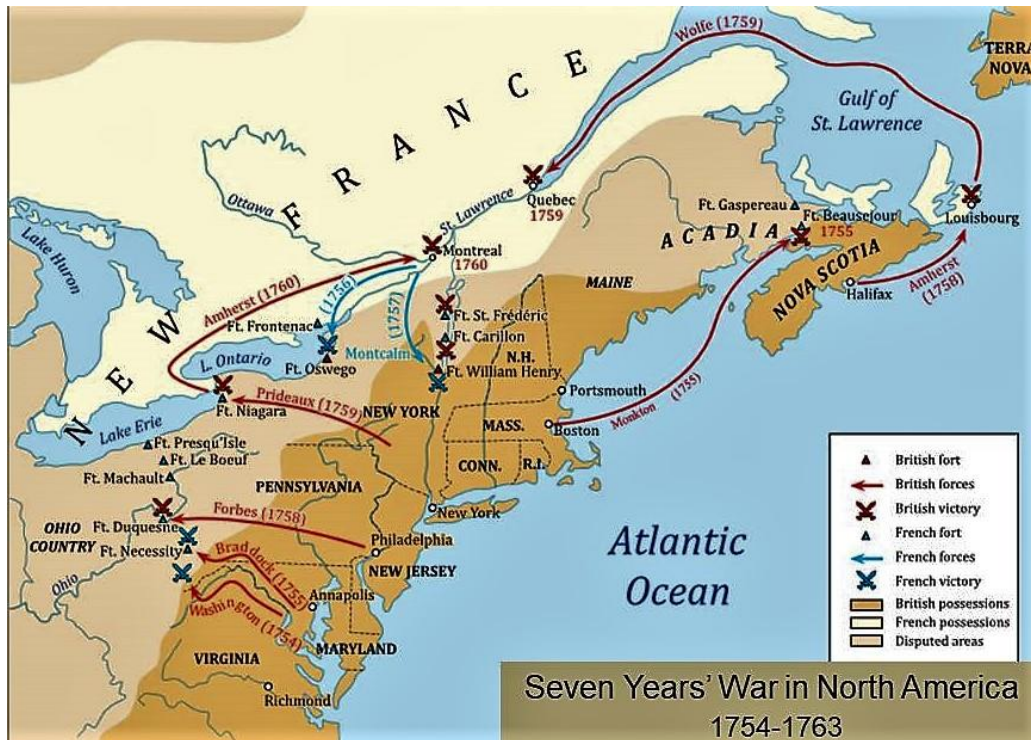 Wolfe (1759)
TERRA
NOVA
Gulf of
St. Lawrence
NEW FRANCE
Ottawa
St. Lawrence
Quebec
1759
Louisbourg
Ft. Gaspereau
Ft. Beausejour
1755
ACADIA
NOVA SCOTIA
Halifax
Amherst
(1758)
Lake Huron
Montreal
1760
Amherst (1760)
(1756)
(1757)
Montcalm
MAINE
Ft. Frontenac
Ft. St. Frédéric
Ft. Carillon
L. Ontario
Ft. Oswego
N.H.
Ft. William Henry
Portsmouth
Monkton (1755)
Ft. Niagara
Prideaux (1759)
NEW YORK
MASS.
Boston
Lake Erie
Ft. Presqu'Isle
Ft. Le Boeuf
Ft. Machault
CONN.
R.I.
PENNSYLVANIA
New York
Forbes (1758)
Ft. Duquesne
OHIO
COUNTRY
Ft. Necessity
Philadelphia
NEW JERSEY
Braddock (1755)
Ohio
Annapolis
Washington (1754)
MARYLAND
VIRGINIA
Richmond
Atlantic
Ocean
British fort
British forces
British victory
French fort
French forces
French victory
British possessions
French possessions
Disputed areas
Seven Years' War in North America
1754-1763